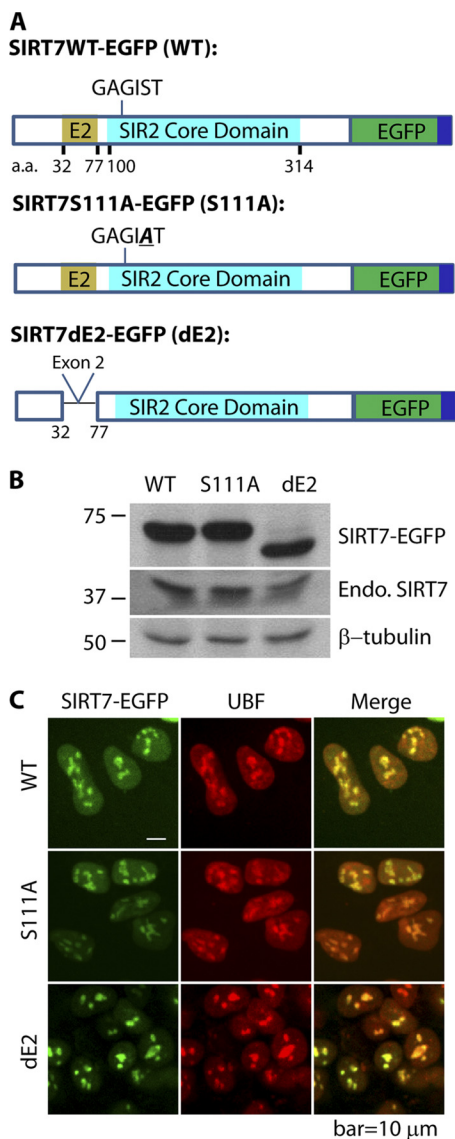 A
SIRT7WT-EGFP (WT):
GAGIST
E2 SIR2 Core Domain EGFP
a.a. 32 77 100 314
SIRT7S111A-EGFP (S111A):
GAGIAT
E2 SIR2 Core Domain EGFP
SIRT7dE2-EGFP (dE2):
Exon 2
SIR2 Core Domain EGFP
32 77
B
WT S111A dE2
75
SIRT7-EGFP
37
Endo. SIRT7
50
β-tubulin
C
SIRT7-EGFP UBF Merge
WT
S111A
dE2
bar=10 μm